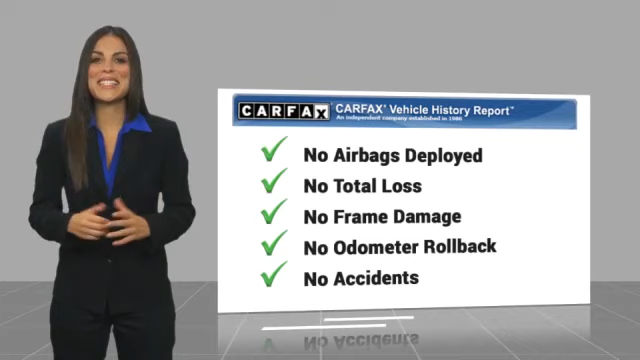 CARFAX CARFAX® Vehicle History Report™
An independent company established in 1986
No Airbags Deployed
No Total Loss
No Frame Damage
No Odometer Rollback
No Accidents